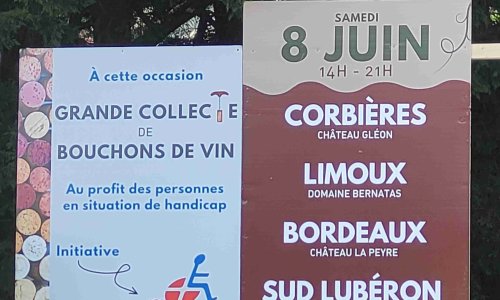 À cette occasion
GRANDE COLLECTE
DE
BOUCHONS DE VIN
Au profit des personnes
en situation de handicap
Initiative
SAMEDI
8 JUIN
14H - 21H
CORBIÈRES
CHÂTEAU GLÉON
LIMOUX
DOMAINE BERNATAS
BORDEAUX
CHÂTEAU LA PEYRE
SUD LUBÉRON